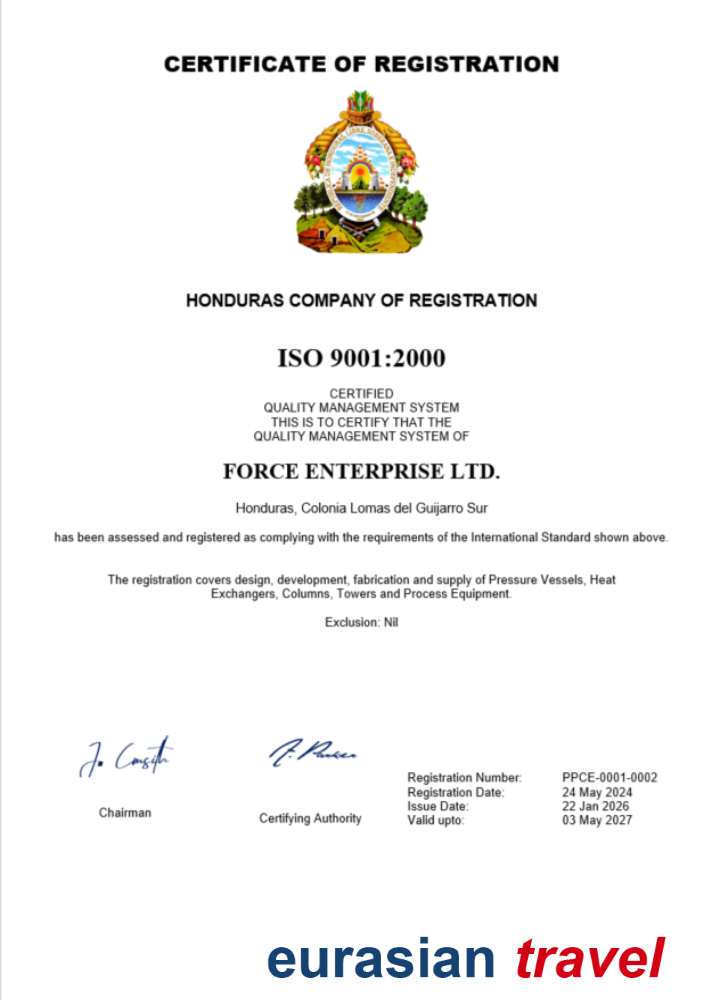 CERTIFICATE OF REGISTRATION
HONDURAS COMPANY OF REGISTRATION
ISO 9001:2000
CERTIFIED
QUALITY MANAGEMENT SYSTEM
THIS IS TO CERTIFY THAT THE
QUALITY MANAGEMENT SYSTEM OF
FORCE ENTERPRISE LTD.
Honduras, Colonia Lomas del Guijarro Sur
has been assessed and registered as complying with the requirements of the International Standard shown above.
The registration covers design, development, fabrication and supply of Pressure Vessels, Heat
Exchangers, Columns, Towers and Process Equipment.
Exclusion: Nil
Chairman
Certifying Authority
Registration Number: PPCE-0001-0002
Registration Date: 24 May 2024
Issue Date: 22 Jan 2026
Valid upto: 03 May 2027
eurasian travel